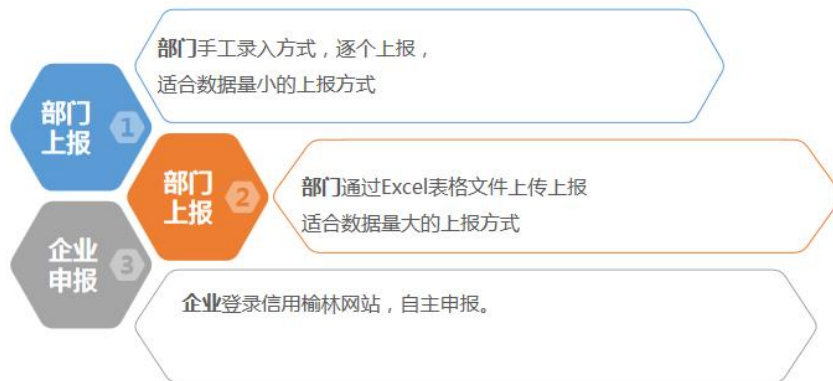 部门
上报
1
部门手工录入方式，逐个上报，
适合数据量小的上报方式
部门
上报
2
部门通过Excel表格文件上传上报
适合数据量大的上报方式
企业
申报
3
企业登录信用榆林网站，自主申报。